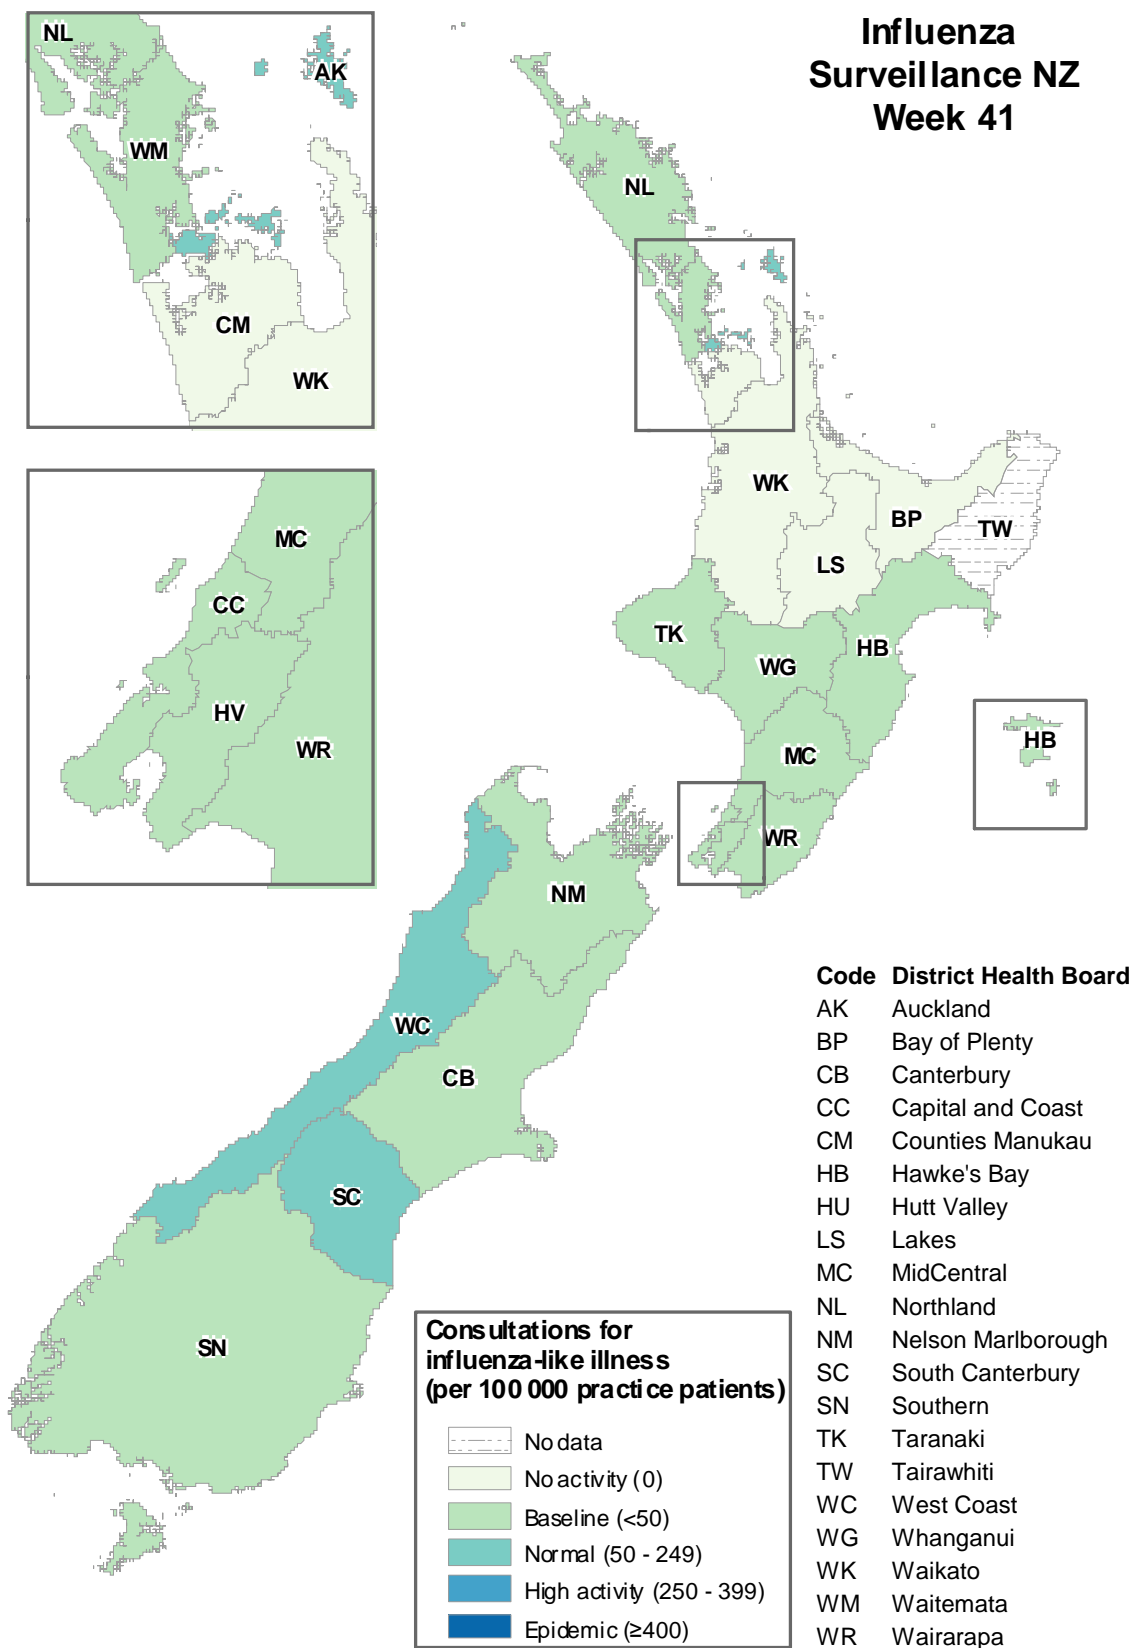 Influenza
Surveillance NZ
Week 41
NL
AK
WM
CM
WK
NL
WK
BP
TW
LS
TK
HB
WG
MC
WR
HB
MC
CC
HV
WR
NM
WC
CB
SC
SN
Consultations for
influenza-like illness
(per 100 000 practice patients)
No data
No activity (0)
Baseline (<50)
Normal (50 - 249)
High activity (250 - 399)
Epidemic (≥400)
Code District Health Board
AK Auckland
BP Bay of Plenty
CB Canterbury
CC Capital and Coast
CM Counties Manukau
HB Hawke's Bay
HU Hutt Valley
LS Lakes
MC MidCentral
NL Northland
NM Nelson Marlborough
SC South Canterbury
SN Southern
TK Taranaki
TW Tairawhiti
WC West Coast
WG Whanganui
WK Waikato
WM Waitemata
WR Wairarapa